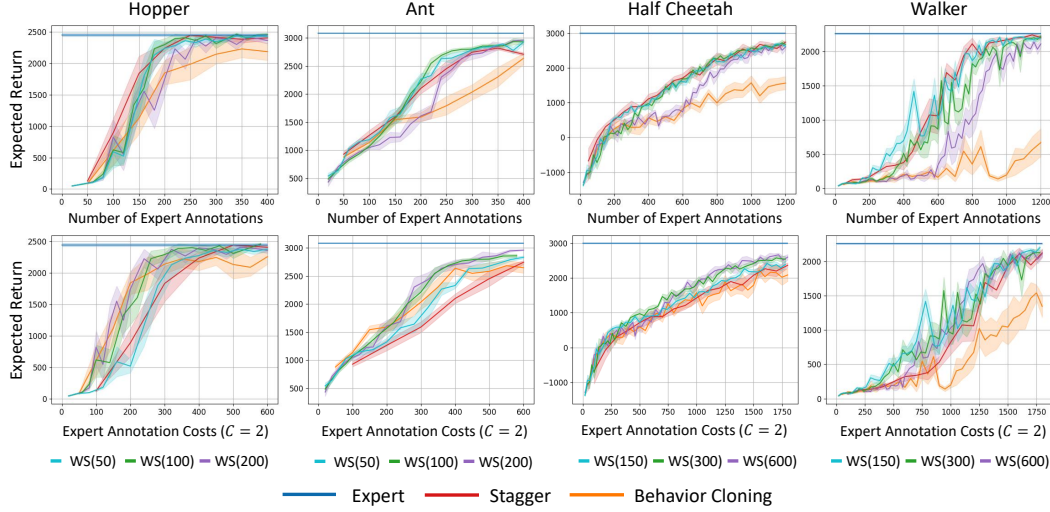 Hopper Ant Half Cheetah Walker
Expected Return
2500 2000 1500 1000 500 0
0 50 100 150 200 250 300 350 400
3000 2500 2000 1500 1000 500
0 50 100 150 200 250 300 350 400
3000 2000 1000 0 −1000
0 200 400 600 800 1000 1200
2000 1500 1000 500 0
0 200 400 600 800 1000 1200
Number of Expert Annotations Number of Expert Annotations Number of Expert Annotations Number of Expert Annotations
Expected Return
2500 2000 1500 1000 500 0
0 100 200 300 400 500 600
3000 2500 2000 1500 1000 500
0 100 200 300 400 500 600
3000 2000 1000 0 −1000
0 250 500 750 1000 1250 1500 1750
2000 1500 1000 500 0
0 250 500 750 1000 1250 1500 1750
Expert Annotation Costs (C = 2) Expert Annotation Costs (C = 2) Expert Annotation Costs (C = 2) Expert Annotation Costs (C = 2)
WS(50) WS(100) WS(200) WS(50) WS(100) WS(200) WS(150) WS(300) WS(600) WS(150) WS(300) WS(600)
Expert Stagger Behavior Cloning